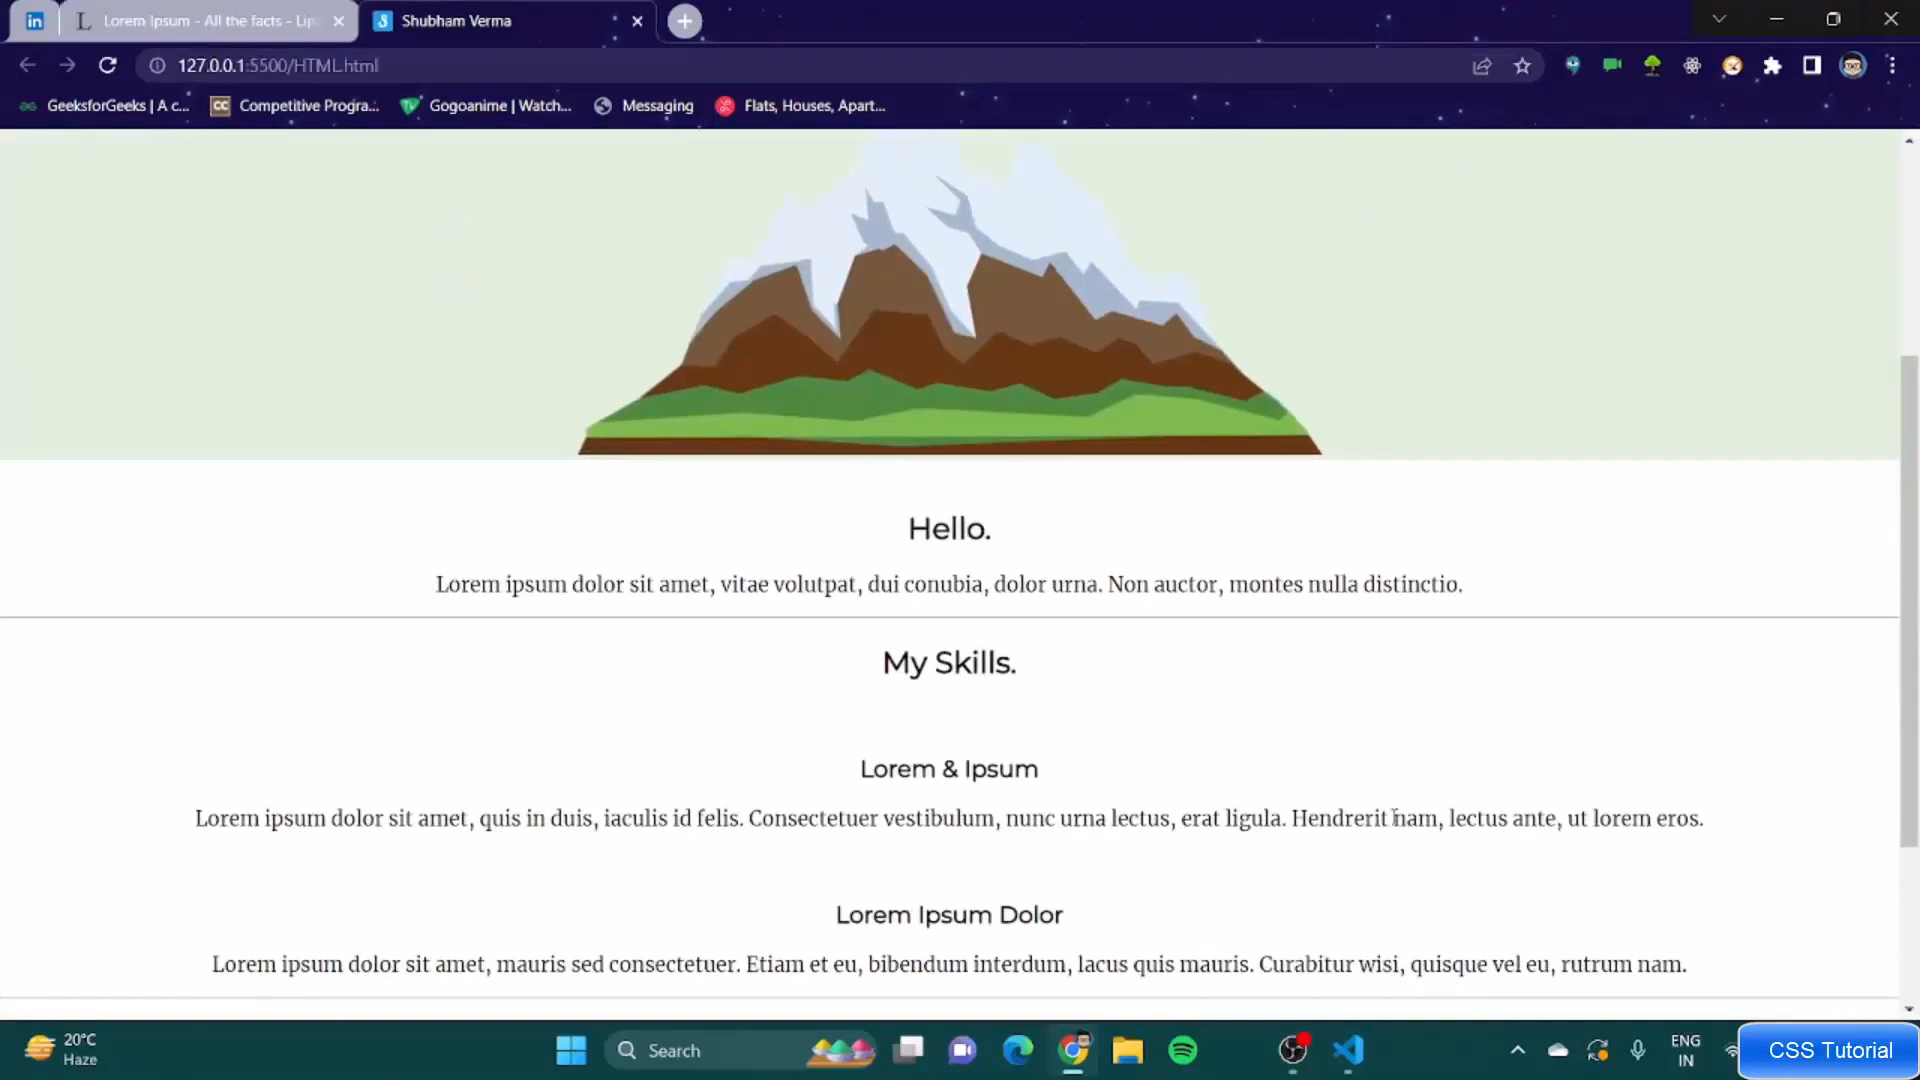 in
L Lorem Ipsum - All the facts - Lip
Shubham Verma
127.0.0.1:5500/HTML.html
GeeksforGeeks | A c...
CC Competitive Progra...
Gogoanime | Watch...
Messaging
Flats, Houses, Apart...
Hello.
Lorem ipsum dolor sit amet, vitae volutpat, dui conubia, dolor urna. Non auctor, montes nulla distinctio.
My Skills.
Lorem & Ipsum
Lorem ipsum dolor sit amet, quis in duis, iaculis id felis. Consectetuer vestibulum, nunc urna lectus, erat ligula. Hendrerit nam, lectus ante, ut lorem eros.
Lorem Ipsum Dolor
Lorem ipsum dolor sit amet, mauris sed consectetuer. Etiam et eu, bibendum interdum, lacus quis mauris. Curabitur wisi, quisque vel eu, rutrum nam.
20°C
Haze
Search
ENG
IN
CSS Tutorial